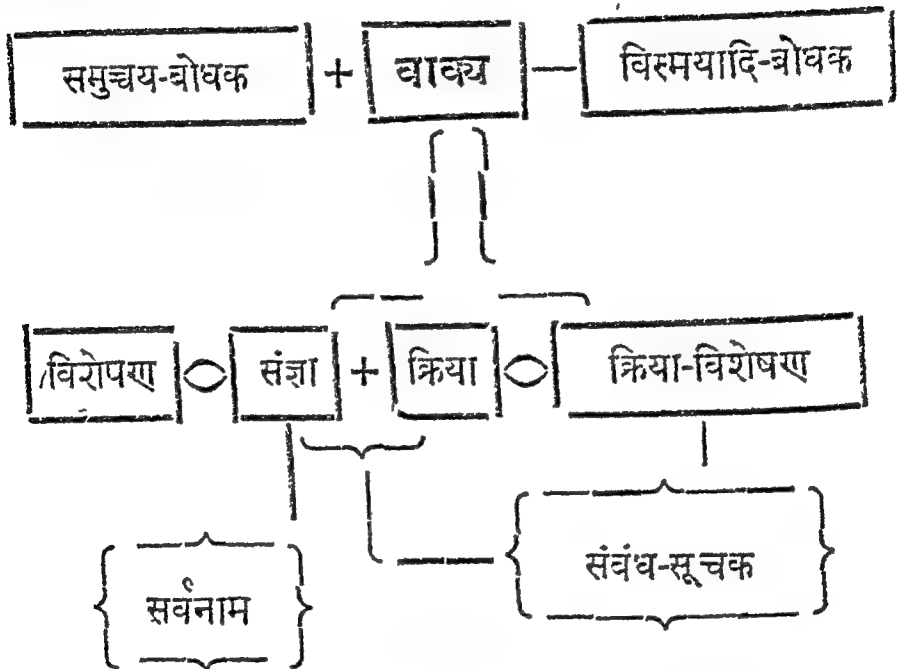 समुच्चय-बोधक + वाक्य — विस्मयादि-बोधक
विशेषण संज्ञा + क्रिया क्रिया-विशेषण
संबंध-सूचक
सर्वनाम